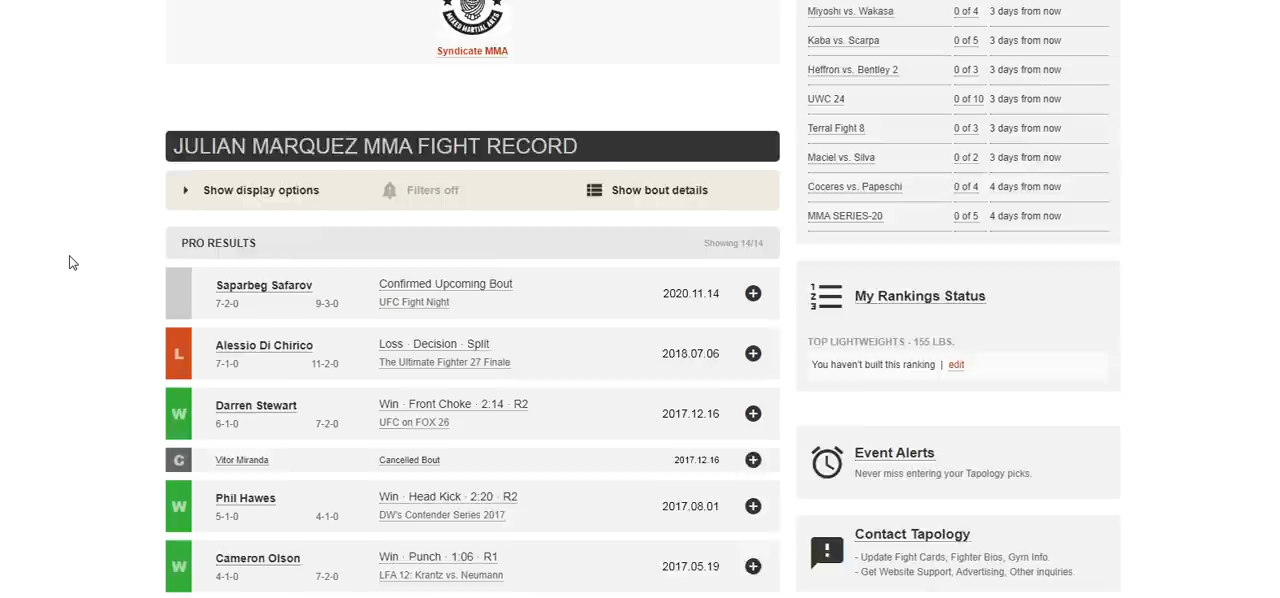 MIXED MARTIAL ARTS
Syndicate MMA
JULIAN MARQUEZ MMA FIGHT RECORD
Show display options
Filters off
Show bout details
PRO RESULTS
Showing 14/14
Saparbeg Safarov
7-2-0 9-3-0
Confirmed Upcoming Bout
UFC Fight Night
2020.11.14
L
Alessio Di Chirico
7-1-0 11-2-0
Loss · Decision · Split
The Ultimate Fighter 27 Finale
2018.07.06
W
Darren Stewart
6-1-0 7-2-0
Win · Front Choke · 2:14 · R2
UFC on FOX 26
2017.12.16
C
Vitor Miranda
Cancelled Bout
2017.12.16
W
Phil Hawes
5-1-0 4-1-0
Win · Head Kick · 2:20 · R2
DW's Contender Series 2017
2017.08.01
W
Cameron Olson
4-1-0 7-2-0
Win · Punch · 1:06 · R1
LFA 12: Krantz vs. Neumann
2017.05.19
Miyoshi vs. Wakasa 0 of 4 3 days from now
Kaba vs. Scarpa 0 of 5 3 days from now
Heffron vs. Bentley 2 0 of 3 3 days from now
UWC 24 0 of 10 3 days from now
Terral Fight 8 0 of 3 3 days from now
Maciel vs. Silva 0 of 2 3 days from now
Coceres vs. Papeschi 0 of 4 4 days from now
MMA SERIES-20 0 of 5 4 days from now
1
2
3
My Rankings Status
TOP LIGHTWEIGHTS - 155 LBS.
You haven't built this ranking | edit
Event Alerts
Never miss entering your Tapology picks.
!
Contact Tapology
- Update Fight Cards, Fighter Bios, Gym Info.
- Get Website Support, Advertising, Other inquiries.